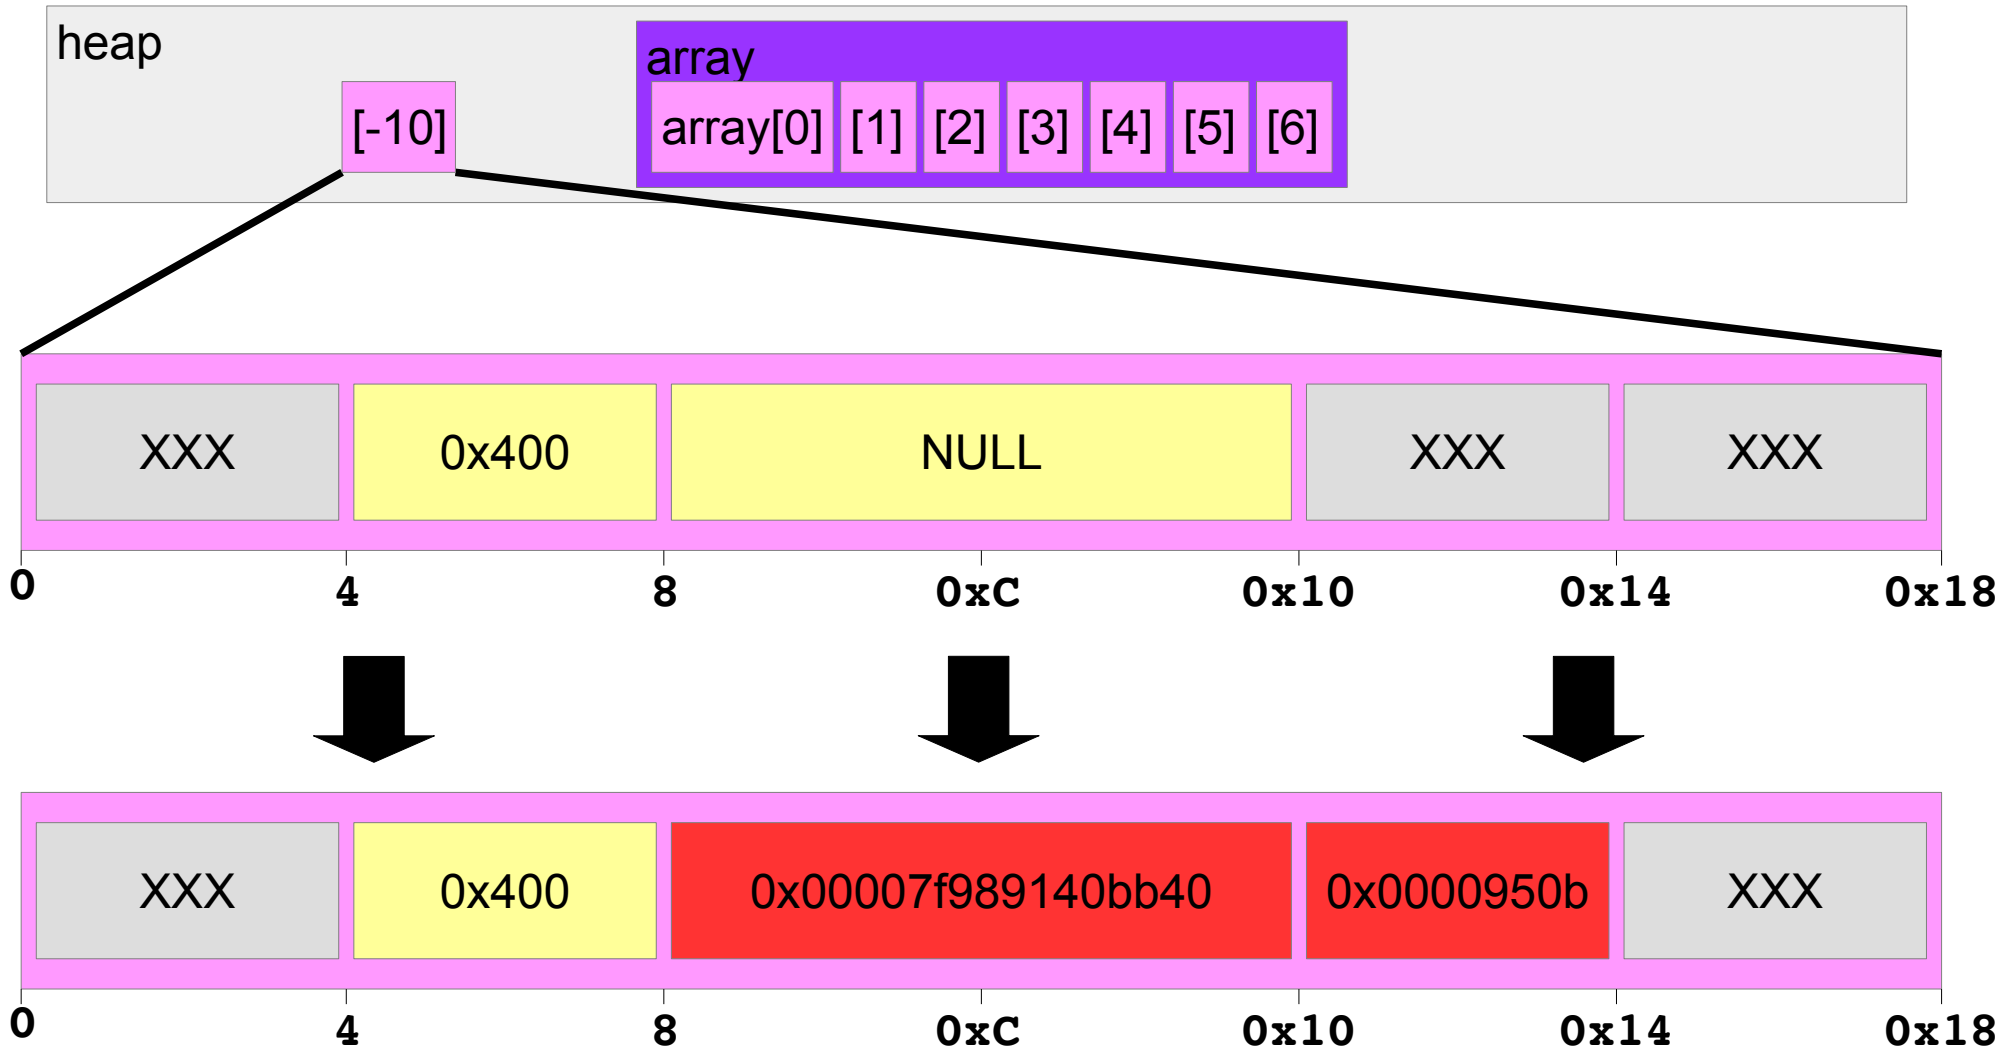 heap
array
[-10]
array[0] [1] [2] [3] [4] [5] [6]
XXX 0x400 NULL XXX XXX
0 4 8 0xC 0x10 0x14 0x18
XXX 0x400 0x00007f989140bb40 0x0000950b XXX
0 4 8 0xC 0x10 0x14 0x18